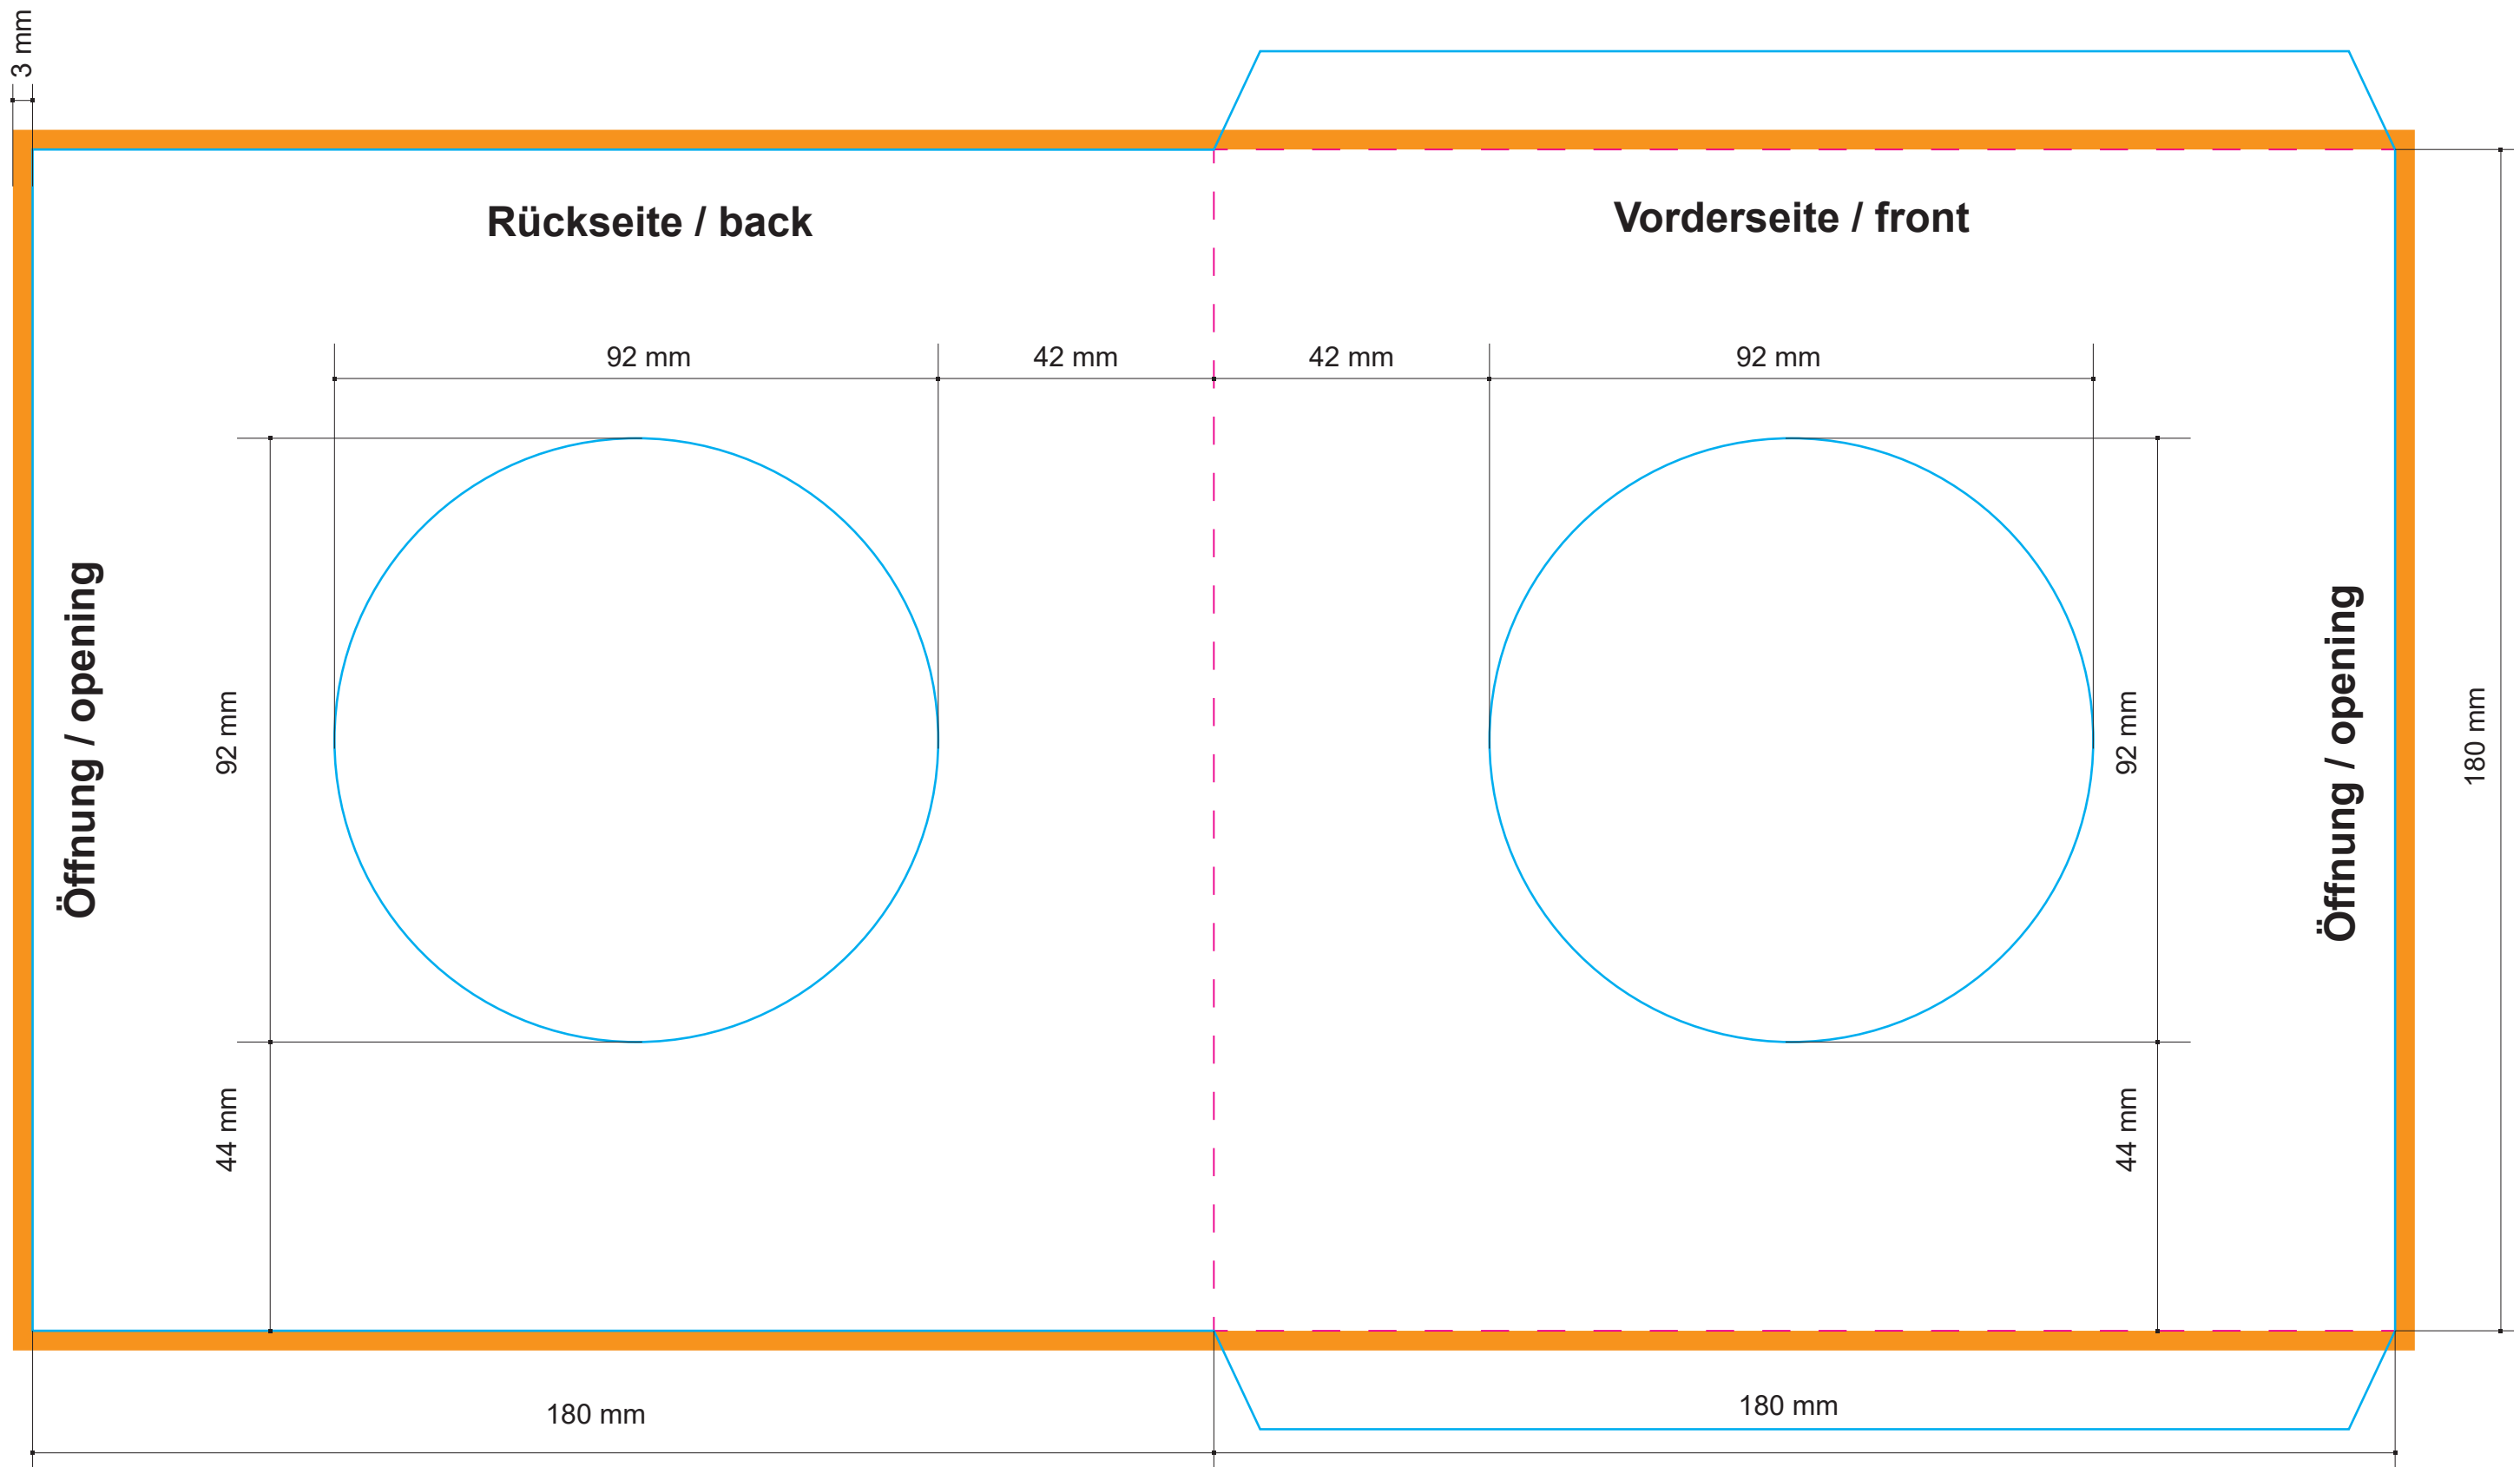 3 mm
Rückseite / back
Vorderseite / front
92 mm
42 mm
42 mm
92 mm
Öffnung / opening
92 mm
92 mm
Öffnung / opening
180 mm
44 mm
44 mm
180 mm
180 mm